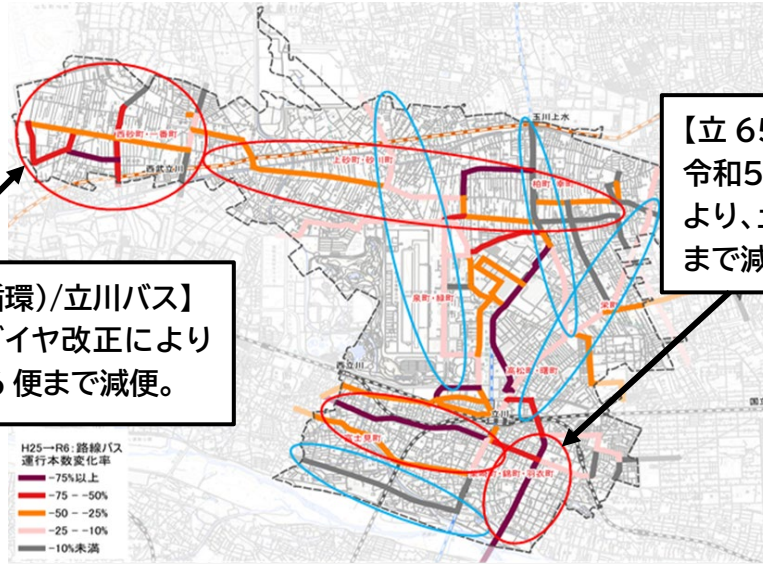 玉川上水
【立 65
令和5
より、土
まで減
西砂町・一番町
西武立川
上砂町・砂川町
柏町・幸町
循環)/立川バス】
ダイヤ改正により
便まで減便。
泉町・緑町
栄町
西立川
高松町・曙町
立川
国立
富士見町
錦町・羽衣町
H25→R6:路線バス
運行本数変化率
-75%以上
-75 - -50%
-50 - -25%
-25 - -10%
-10%未満